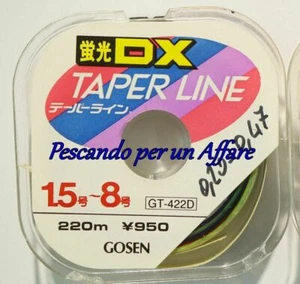 蛍光DX
TAPER LINE
テーパーライン
Pescando per un Affare
1.5号~8号
GT-422D
220m ¥950
GOSEN